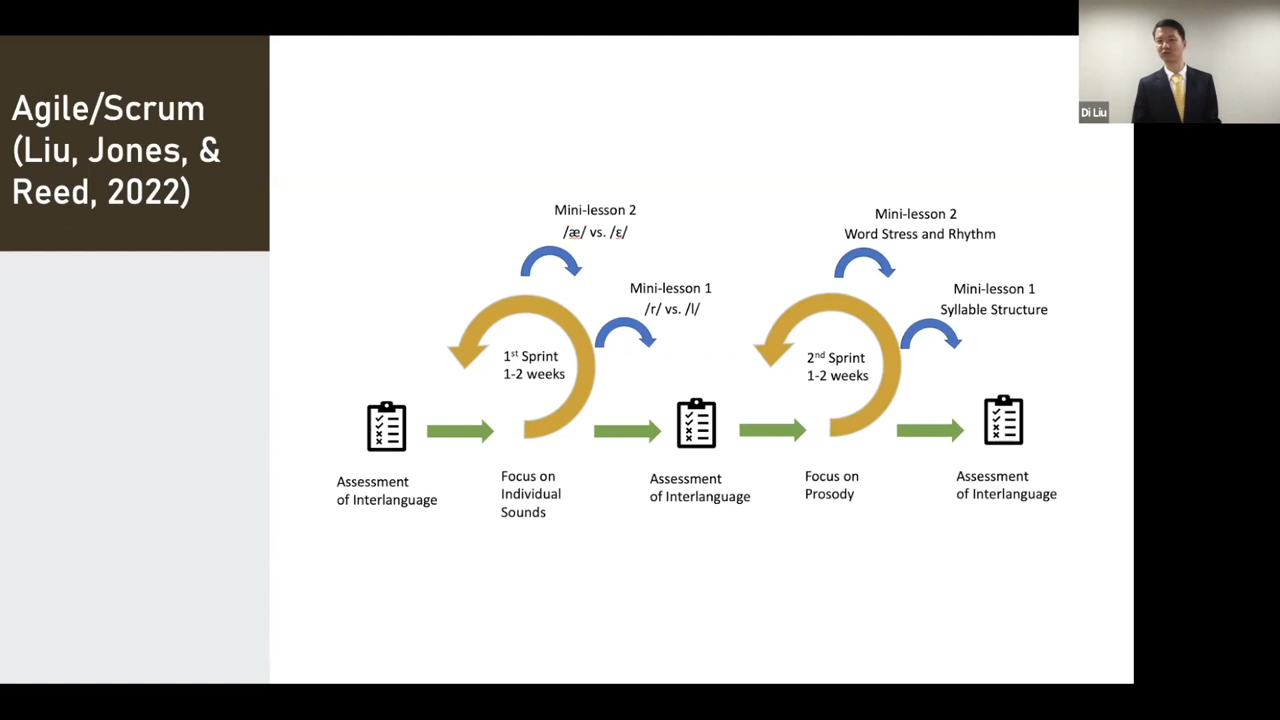 Agile/Scrum
(Liu, Jones, &
Reed, 2022)
Di Liu
Mini-lesson 2
/æ/ vs. /ɛ/
Mini-lesson 1
/r/ vs. /l/
1st Sprint
1-2 weeks
Mini-lesson 2
Word Stress and Rhythm
Mini-lesson 1
Syllable Structure
2nd Sprint
1-2 weeks
Assessment
of Interlanguage
Focus on
Individual
Sounds
Assessment
of Interlanguage
Focus on
Prosody
Assessment
of Interlanguage